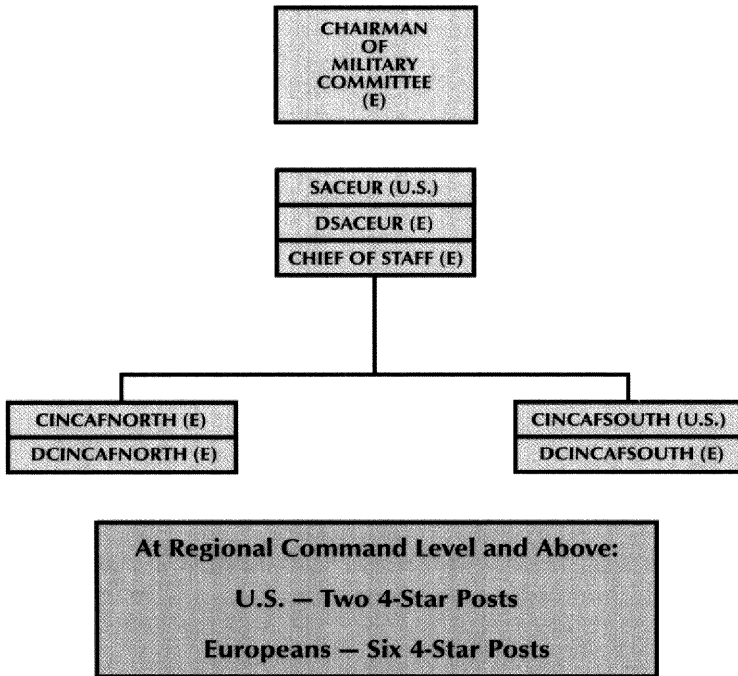 CHAIRMAN
OF
MILITARY
COMMITTEE
(E)
SACEUR (U.S.)
DSACEUR (E)
CHIEF OF STAFF (E)
CINCAFNORTH (E)
DCINCAFNORTH (E)
CINCAFSOUTH (U.S.)
DCINCAFSOUTH (E)
At Regional Command Level and Above:
U.S. — Two 4-Star Posts
Europeans — Six 4-Star Posts